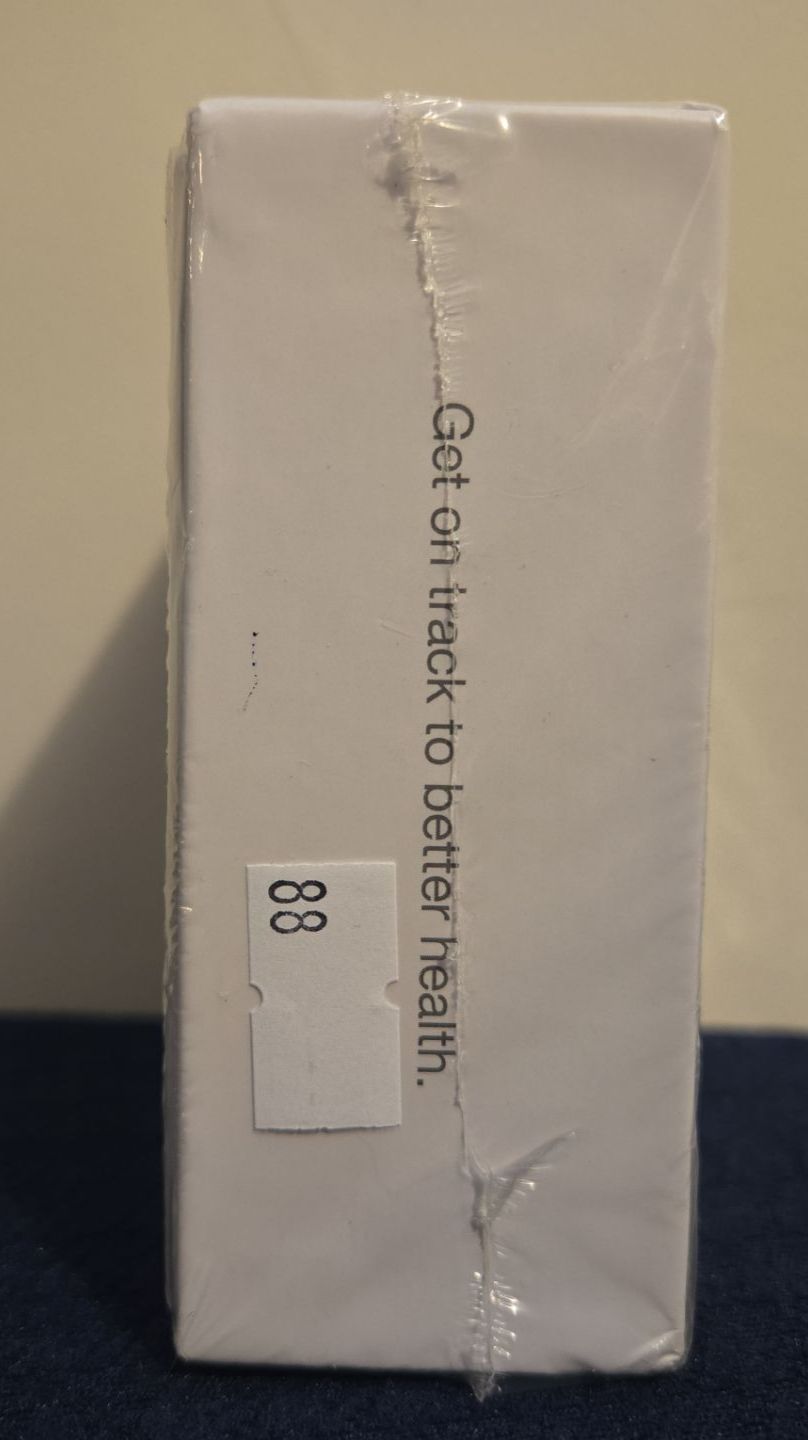 Get on track to better health.
88